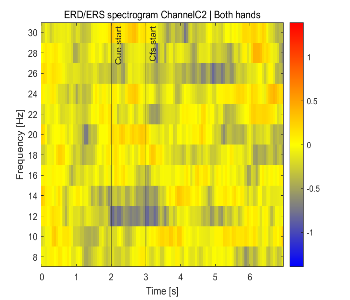 ERD/ERS spectrogram ChannelC2 | Both hands
Frequency [Hz]
30
28
26
24
22
20
18
16
14
12
10
8
Cue start
Cfs start
1
0.5
0
-0.5
-1
0 1 2 3 4 5 6
Time [s]